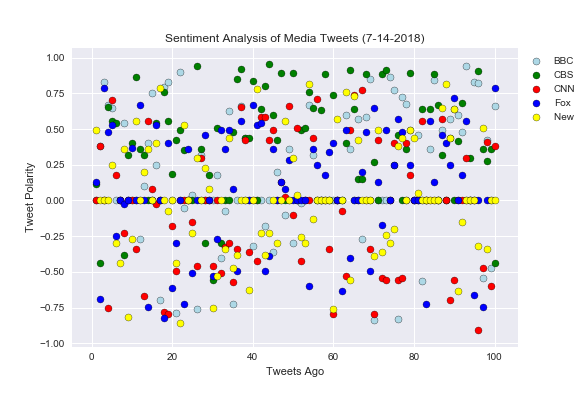 Sentiment Analysis of Media Tweets (7-14-2018)
1.00
0.75
0.50
0.25
0.00
−0.25
−0.50
−0.75
−1.00
Tweet Polarity
0 20 40 60 80 100
Tweets Ago
BBC
CBS
CNN
Fox
New